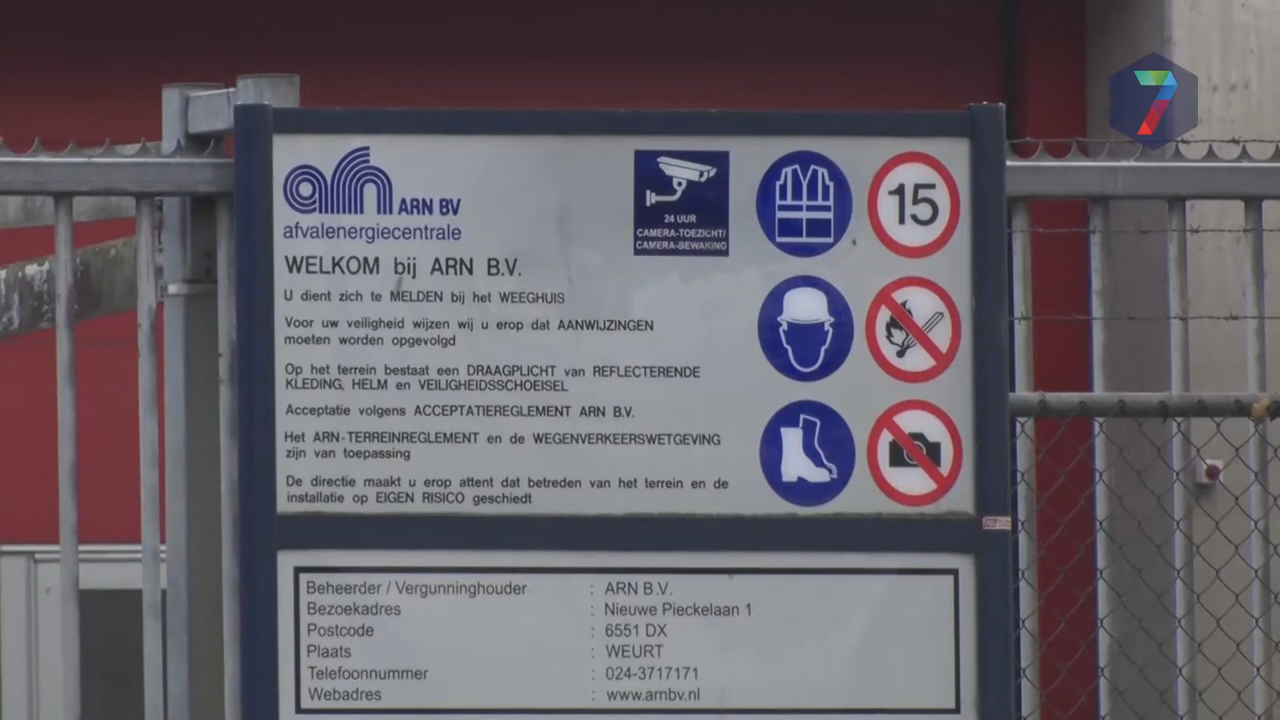 7
arn ARN BV
afvalenergiecentrale
24 UUR
CAMERA-TOEZICHT/
CAMERA-BEWAKING
15
WELKOM bij ARN B.V.
U dient zich te MELDEN bij het WEEGHUIS
Voor uw veiligheid wijzen wij u erop dat AANWIJZINGEN
moeten worden opgevolgd
Op het terrein bestaat een DRAAGPLICHT van REFLECTERENDE
KLEDING, HELM en VEILIGHEIDSSCHOEISEL
Acceptatie volgens ACCEPTATIEREGLEMENT ARN B.V.
Het ARN-TERREINREGLEMENT en de WEGENVERKEERSWETGEVING
zijn van toepassing
De directie maakt u erop attent dat betreden van het terrein en de
installatie op EIGEN RISICO geschiedt
Beheerder / Vergunninghouder : ARN B.V.
Bezoekadres : Nieuwe Pieckelaan 1
Postcode : 6551 DX
Plaats : WEURT
Telefoonnummer : 024-3717171
Webadres : www.arnbv.nl